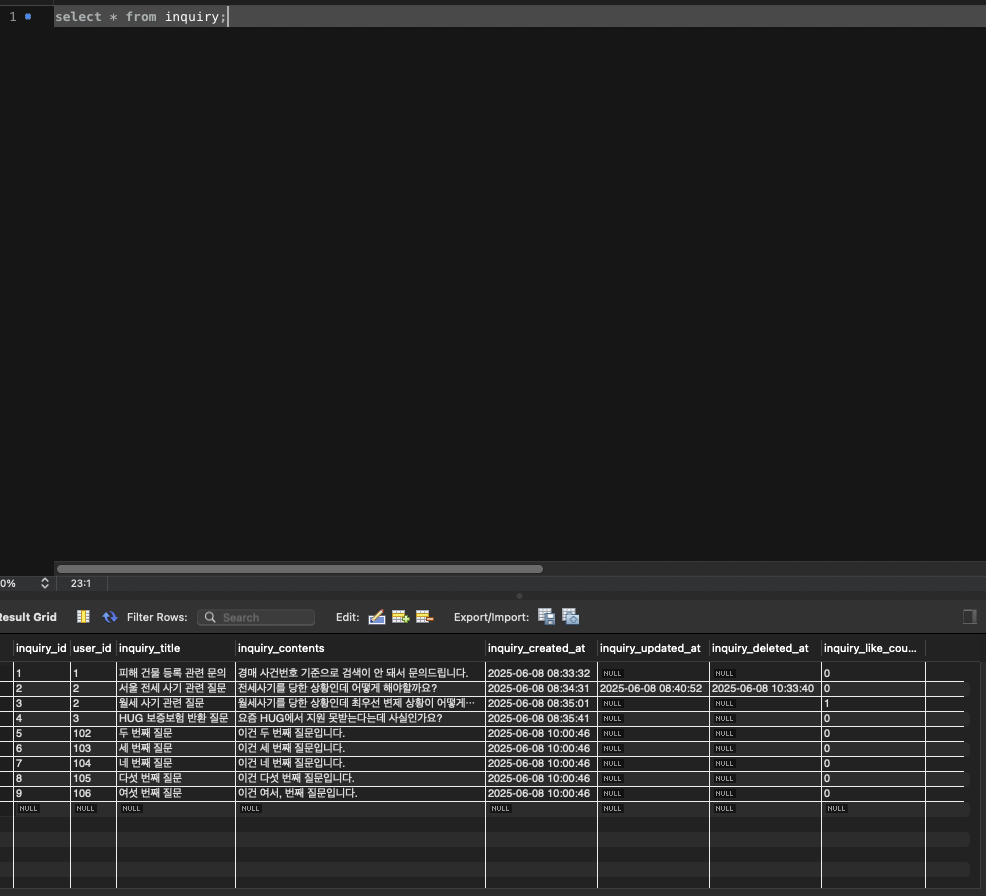 1 select * from inquiry;
0% 23:1
Result Grid Filter Rows: Search Edit: Export/Import:
inquiry_id user_id inquiry_title inquiry_contents inquiry_created_at inquiry_updated_at inquiry_deleted_at inquiry_like_cou...
1 1 피해 건물 등록 관련 문의 경매 사건번호 기준으로 검색이 안 돼서 문의드립니다. 2025-06-08 08:33:32 NULL NULL 0
2 2 서울 전세 사기 관련 질문 전세사기를 당한 상황인데 어떻게 해야할까요? 2025-06-08 08:34:31 2025-06-08 08:40:52 2025-06-08 10:33:40 0
3 2 월세 사기 관련 질문 월세사기를 당한 상황인데 최우선 변제 상황이 어떻게… 2025-06-08 08:35:01 NULL NULL 1
4 3 HUG 보증보험 반환 질문 요즘 HUG에서 지원 못받는다는데 사실인가요? 2025-06-08 08:35:41 NULL NULL 0
5 102 두 번째 질문 이건 두 번째 질문입니다. 2025-06-08 10:00:46 NULL NULL 0
6 103 세 번째 질문 이건 세 번째 질문입니다. 2025-06-08 10:00:46 NULL NULL 0
7 104 네 번째 질문 이건 네 번째 질문입니다. 2025-06-08 10:00:46 NULL NULL 0
8 105 다섯 번째 질문 이건 다섯 번째 질문입니다. 2025-06-08 10:00:46 NULL NULL 0
9 106 여섯 번째 질문 이건 여서, 번째 질문입니다. 2025-06-08 10:00:46 NULL NULL 0
NULL NULL NULL NULL NULL NULL NULL NULL